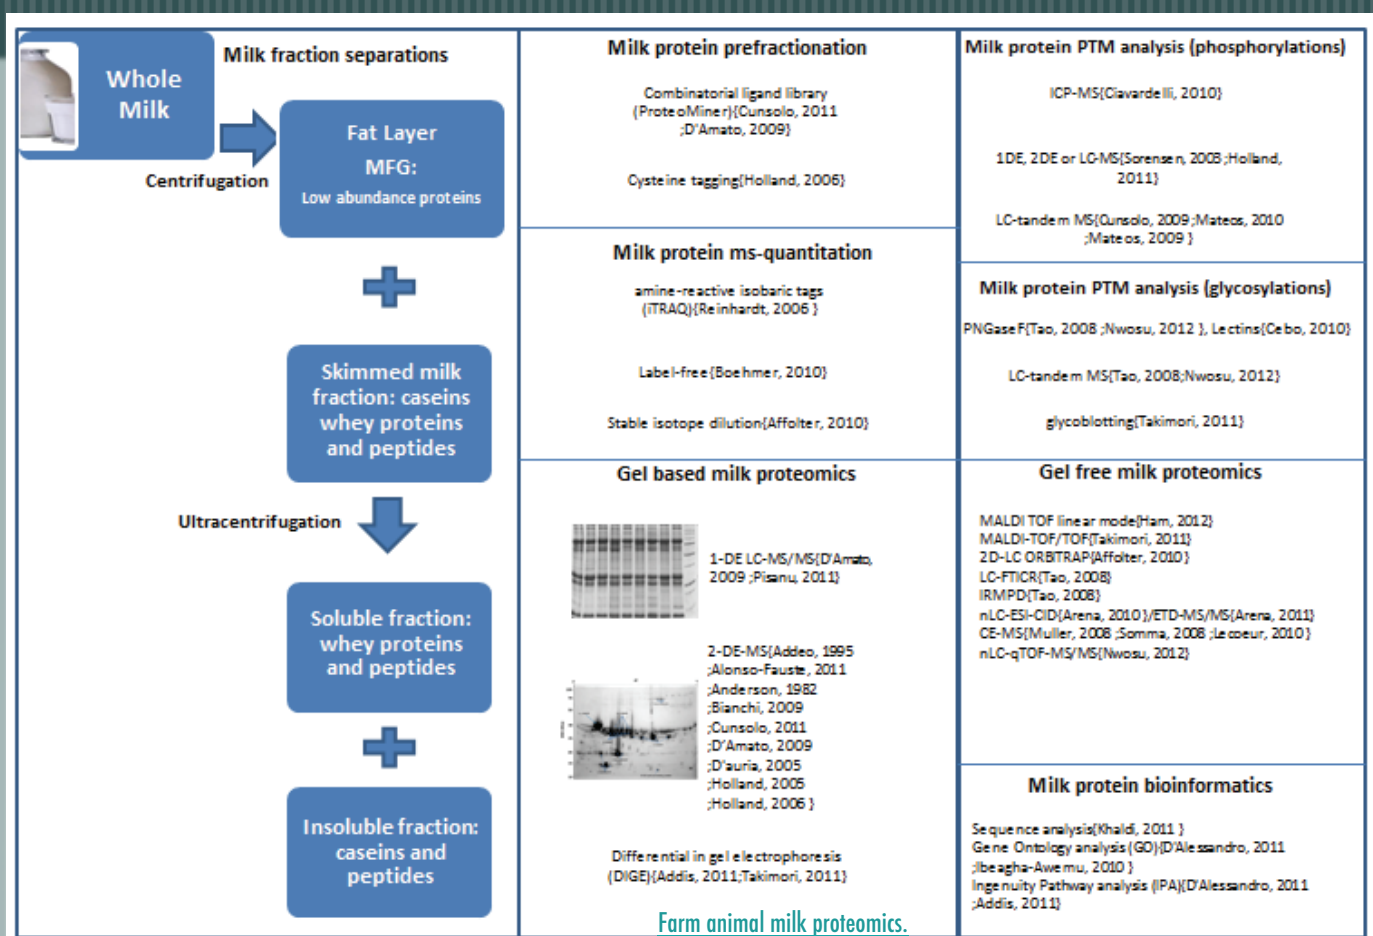 Whole
Milk
Milk fraction separations
Centrifugation
Fat Layer
MFG:
Low abundance proteins
Skimmed milk
fraction: caseins
whey proteins
and peptides
Ultracentrifugation
Soluble fraction:
whey proteins
and peptides
Insoluble fraction:
caseins and
peptides
Milk protein prefractionation
Combinatorial ligand library
(ProteoMiner){Cunsolo, 2011
;D'Amato, 2009}
Cysteine tagging{Holland, 2006}
Milk protein ms-quantitation
amine-reactive isobaric tags
(iTRAQ){Reinhardt, 2006 }
Label-free{Boehmer, 2010}
Stable isotope dilution{Affolter, 2010}
Gel based milk proteomics
1-DE LC-MS/MS{D'Amato,
2009 ;Pisanu, 2011}
2-DE-MS{Addeo, 1995
;Alonso-Fauste, 2011
;Anderson, 1982
;Bianchi, 2009
;Cunsolo, 2011
;D'Amato, 2009
;D'auria, 2005
;Holland, 2005
;Holland, 2006 }
Differential in gel electrophoresis
(DIGE){Addis, 2011;Takimori, 2011}
Milk protein PTM analysis (phosphorylations)
ICP-MS{Ciavardelli, 2010}
1DE, 2DE or LC-MS{Sorensen, 2003;Holland,
2011}
LC-tandem MS{Cunsolo, 2009 ;Mateos, 2010
;Mateos, 2009 }
Milk protein PTM analysis (glycosylations)
PNGaseF{Tao, 2008 ;Nwosu, 2012 }, Lectins{Cebo, 2010}
LC-tandem MS{Tao, 2008;Nwosu, 2012}
glycoblotting{Takimori, 2011}
Gel free milk proteomics
MALDI TOF linear mode{Ham, 2012}
MALDI-TOF/TOF{Takimori, 2011}
2D-LC ORBITRAP{Affolter, 2010}
LC-FTICR{Tao, 2008}
IRMPD{Tao, 2008}
nLC-ESI-CID{Arena, 2010 }/ETD-MS/MS{Arena, 2011}
CE-MS{Muller, 2008 ;Somma, 2008 ;Lecoeur, 2010 }
nLC-qTOF-MS/MS{Nwosu, 2012}
Milk protein bioinformatics
Sequence analysis{Khaldi, 2011 }
Gene Ontology analysis (GO){D'Alessandro, 2011
;Ibeagha-Awemu, 2010 }
Ingenuity Pathway analysis (IPA){D'Alessandro, 2011
;Addis, 2011}
Farm animal milk proteomics.